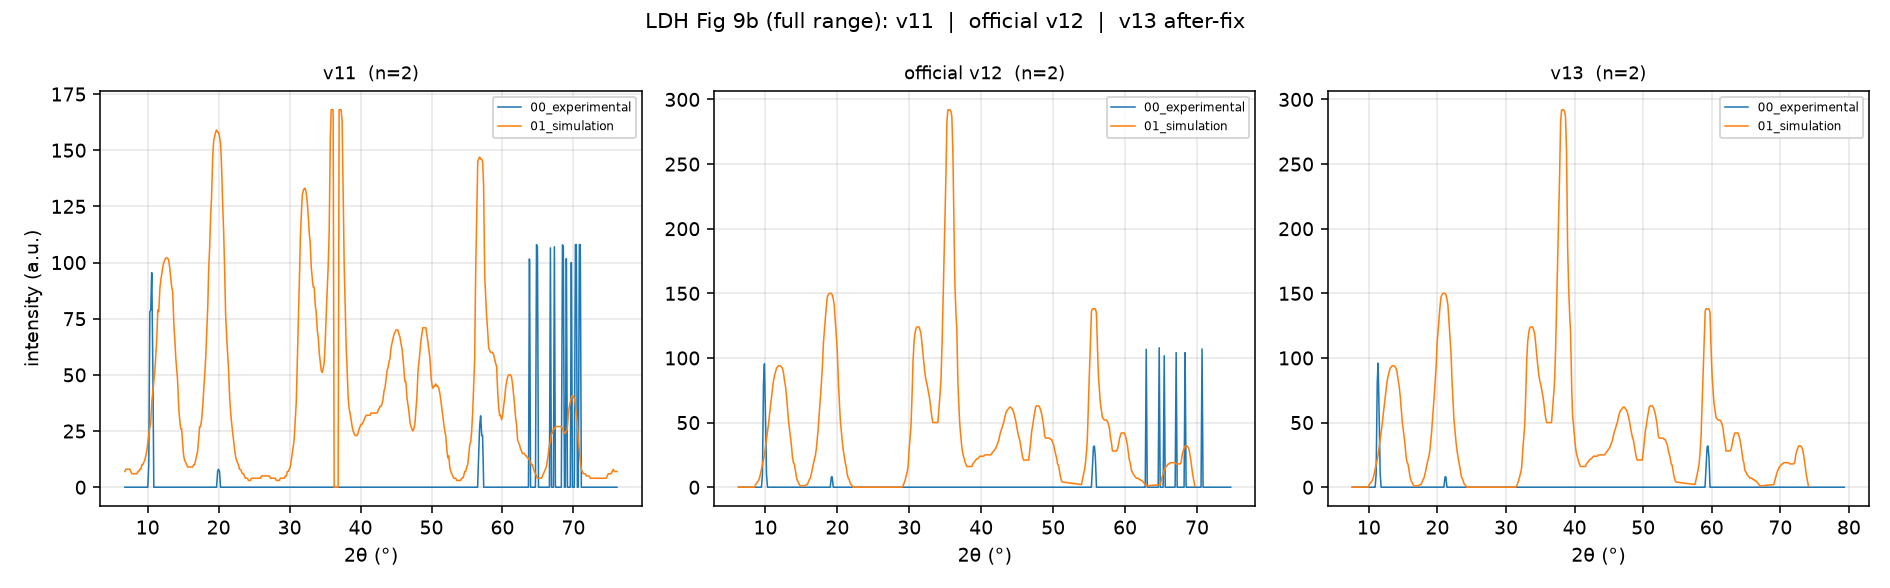 LDH Fig 9b (full range): v11 | official v12 | v13 after-fix
v11 (n=2)
intensity (a.u.)
175
150
125
100
75
50
25
0
10 20 30 40 50 60 70
2θ (°)
00_experimental
01_simulation
official v12 (n=2)
300
250
200
150
100
50
0
10 20 30 40 50 60 70
2θ (°)
00_experimental
01_simulation
v13 (n=2)
300
250
200
150
100
50
0
10 20 30 40 50 60 70 80
2θ (°)
00_experimental
01_simulation